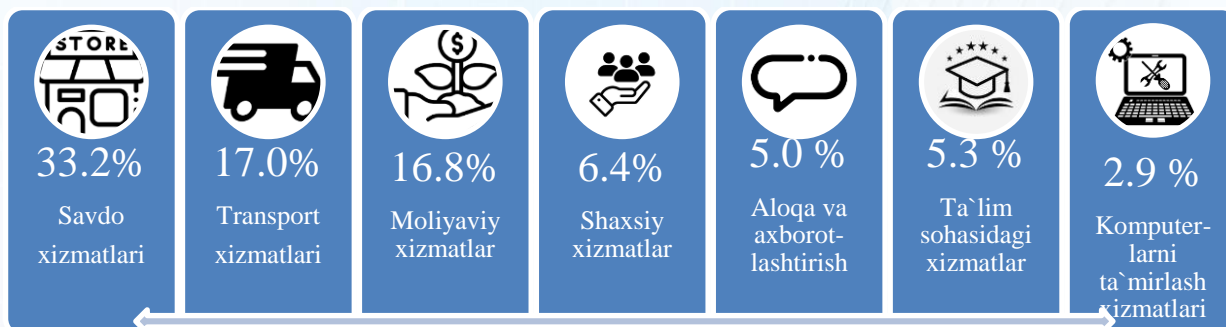 STORE
33.2%
Savdo
xizmatlari
17.0%
Transport
xizmatlari
$
16.8%
Moliyaviy
xizmatlar
6.4%
Shaxsiy
xizmatlar
5.0 %
Aloqa va
axborot-
lashtirish
5.3 %
Ta`lim
sohasidagi
xizmatlar
2.9 %
Komputer-
larni
ta`mirlash
xizmatlari